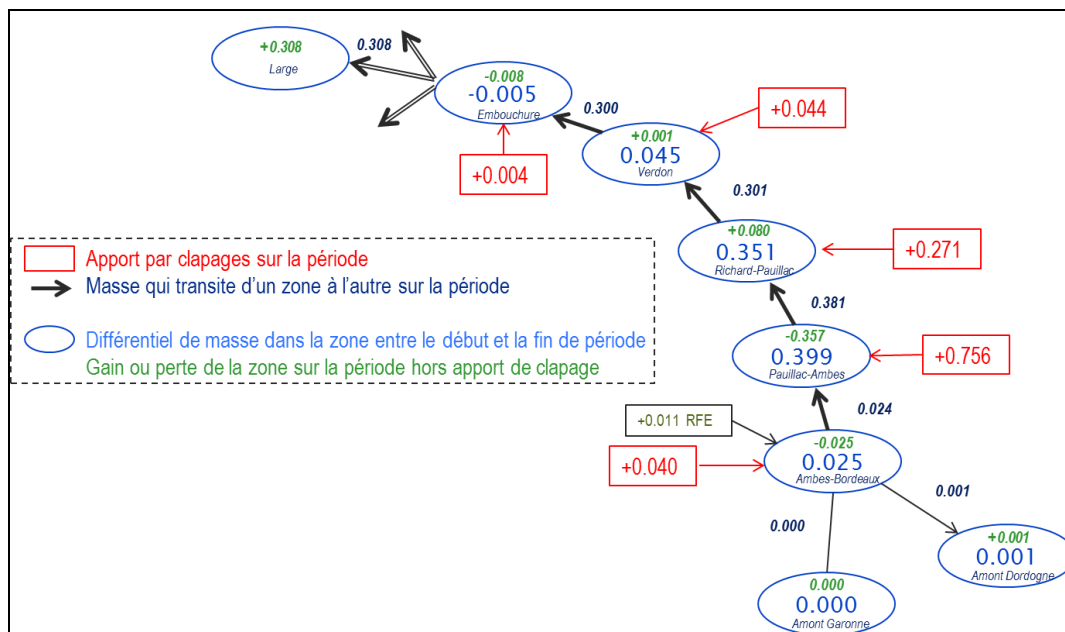 +0.308
0.308
Large
-0.008
-0.005
Embouchure
0.300
+0.044
+0.001
0.045
Verdon
+0.004
0.301
+0.080
0.351
Richard-Pauillac
+0.271
Apport par clapages sur la période
Masse qui transite d'un zone à l'autre sur la période
Différentiel de masse dans la zone entre le début et la fin de période
Gain ou perte de la zone sur la période hors apport de clapage
0.381
-0.357
0.399
Pauillac-Ambes
+0.756
0.024
+0.011 RFE
-0.025
0.025
Ambes-Bordeaux
+0.040
0.001
0.000
+0.001
0.001
Amont Dordogne
0.000
0.000
Amont Garonne